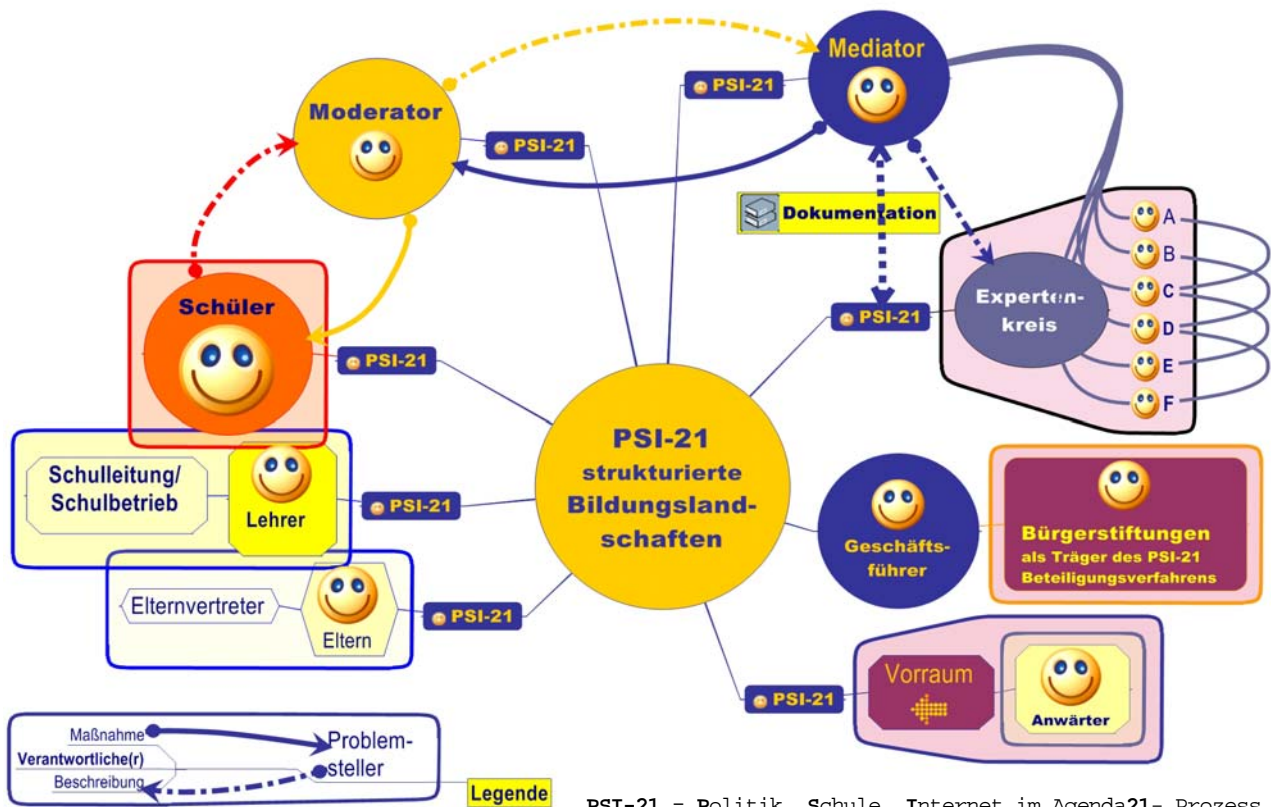 Mediator
PSI-21
Moderator
PSI-21
Dokumentation
A
B
C
D
E
F
Experten-
kreis
PSI-21
Schüler
PSI-21
PSI-21
strukturierte
Bildungsland-
schaften
Schulleitung/
Schulbetrieb
Lehrer
PSI-21
Geschäfts-
führer
Bürgerstiftungen
als Träger des PSI-21
Beteiligungsverfahrens
Elternvertreter
Eltern
PSI-21
PSI-21
Vorraum
Anwärter
Maßnahme
Verantwortliche(r)
Beschreibung
Problem-
steller
Legende
PSI-21 = Politik, Schule, Internet im Agenda21- Prozess